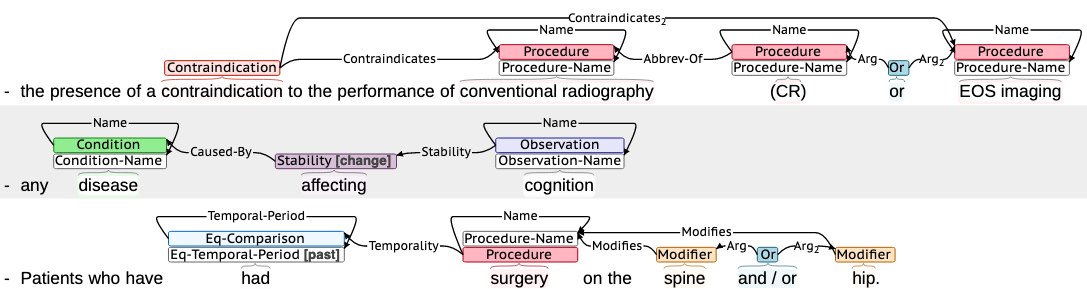 Contraindicates₂
Name Name Name
Contraindication Contraindicates Procedure Abbrev-Of Procedure Arg Or Arg₂ Procedure
Procedure-Name Procedure-Name Procedure-Name
- the presence of a contraindication to the performance of conventional radiography (CR) or EOS imaging
Name Name
Condition Caused-By Stability [change] Stability Observation
Condition-Name Observation-Name
- any disease affecting cognition
Temporal-Period Name
Eq-Comparison Temporality Procedure-Name Modifies
Eq-Temporal-Period [past] Procedure Modifies Modifier Arg Or Arg₂ Modifier
- Patients who have had surgery on the spine and / or hip.